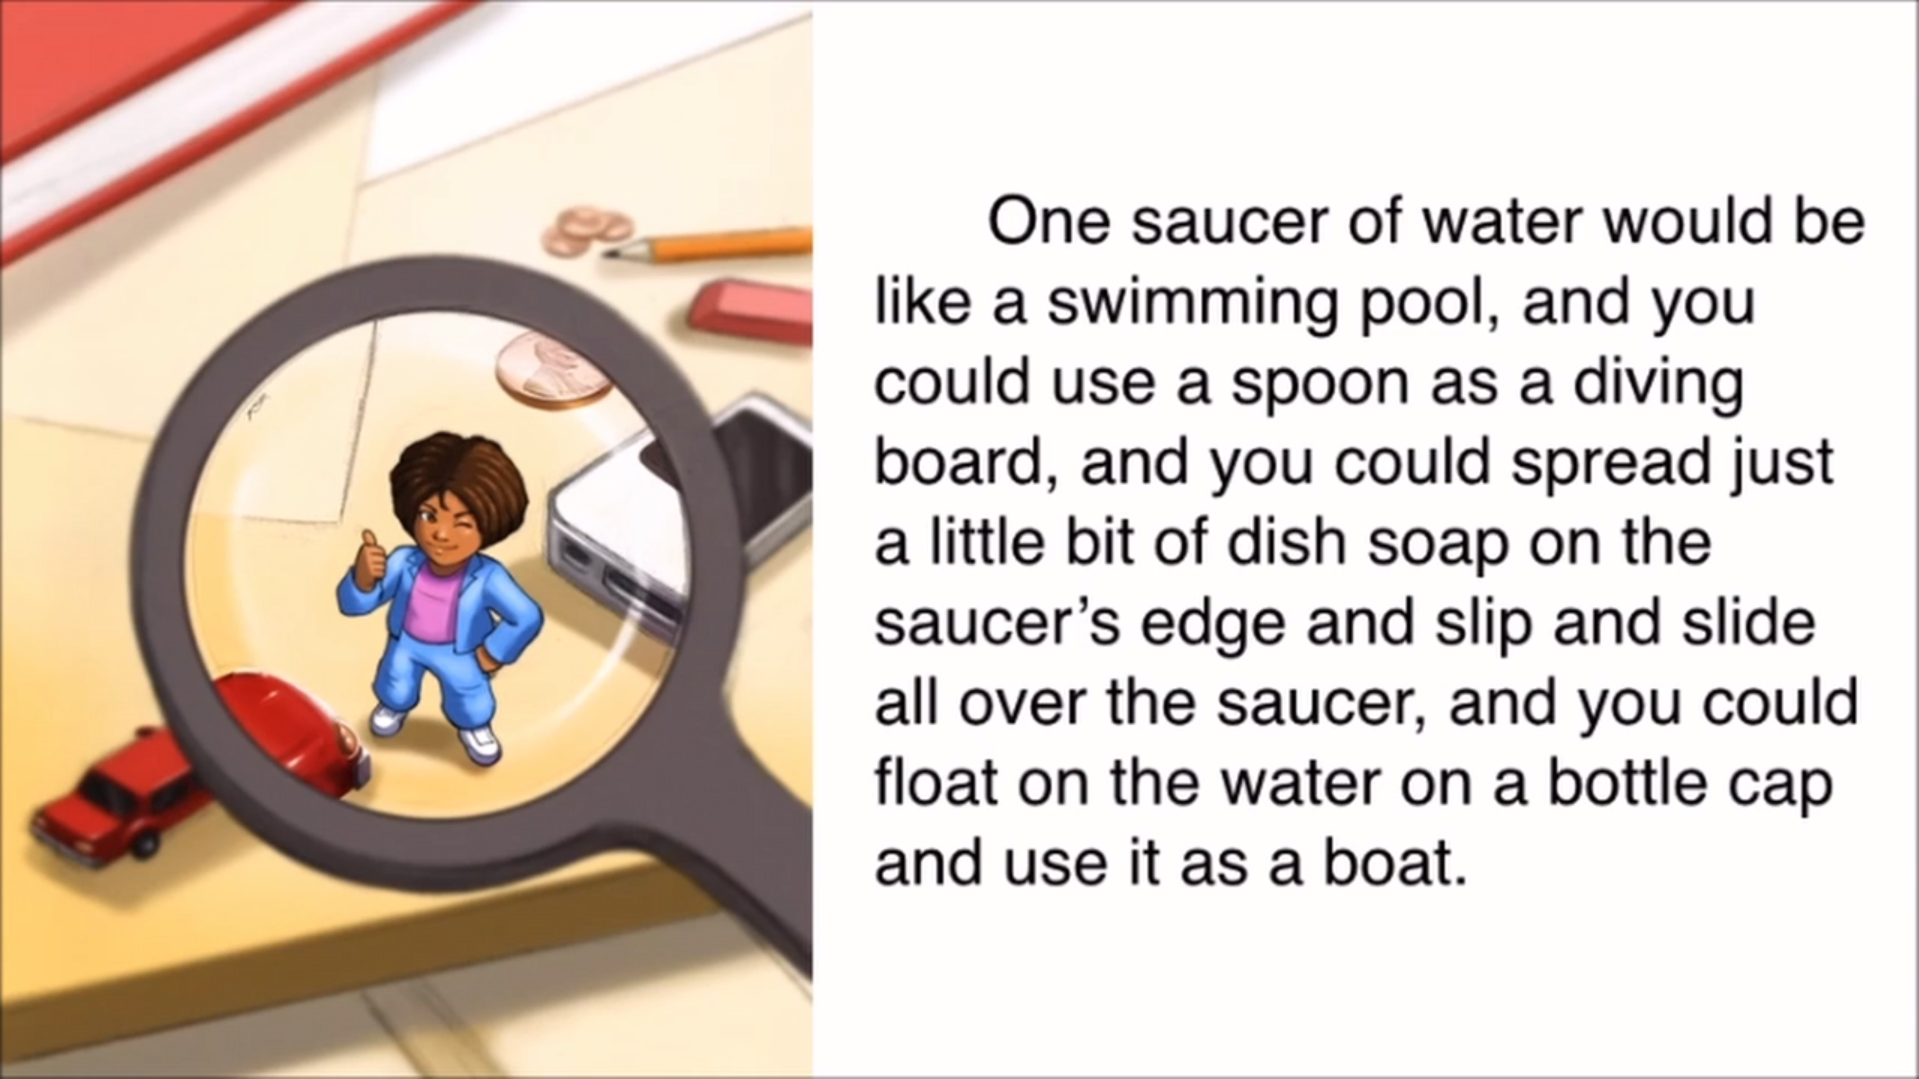 One saucer of water would be
like a swimming pool, and you
could use a spoon as a diving
board, and you could spread just
a little bit of dish soap on the
saucer’s edge and slip and slide
all over the saucer, and you could
float on the water on a bottle cap
and use it as a boat.